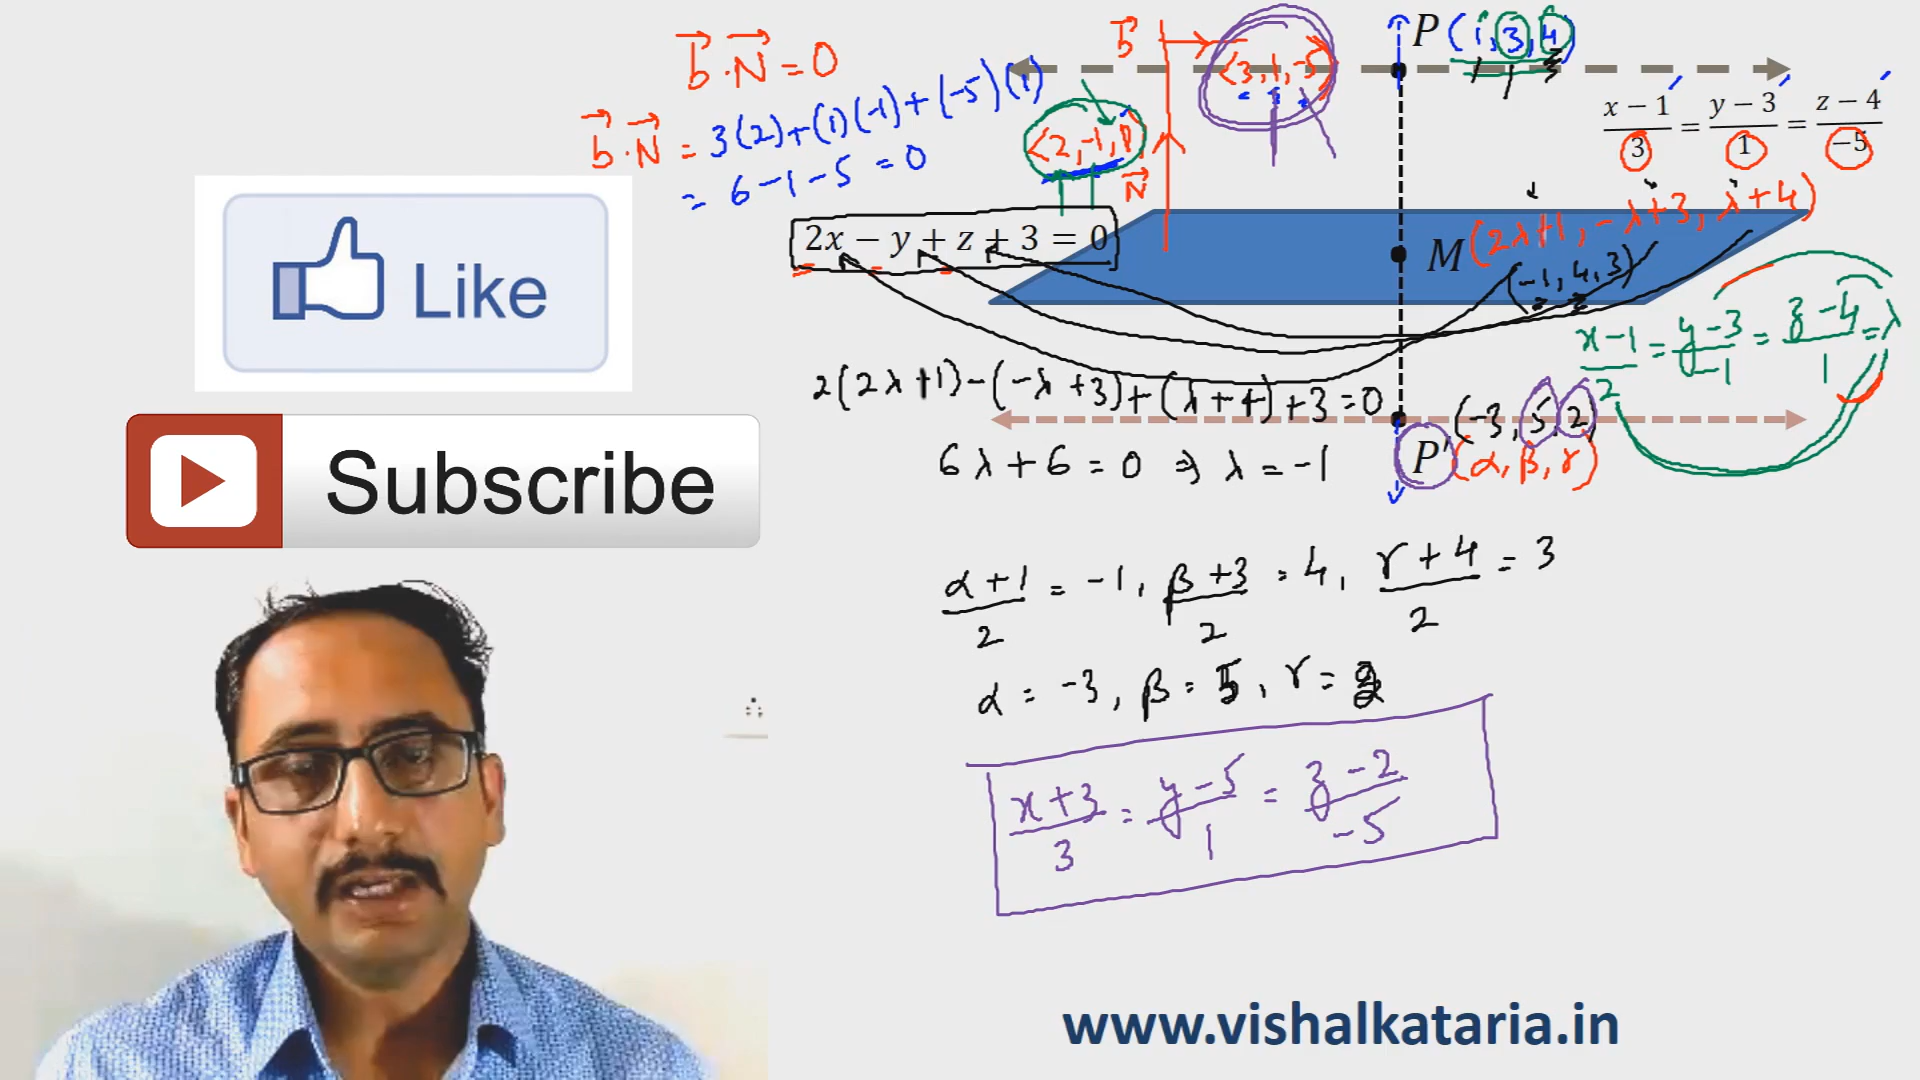 b⃗·N⃗ = 0
b⃗·N⃗ = 3(2)+(1)(-1)+(-5)(1)
= 6-1-5 = 0
b⃗
<3,1,-5>
P (1,3,4)
x − 1 / 3 = y − 3 / 1 = z − 4 / −5
<2,-1,1>
N⃗
2x − y + z + 3 = 0
M (2λ+1, -λ+3, λ+4)
(-1,4,3)
x-1 / 2 = y-3 / -1 = z-4 / 1 = λ
2(2λ+1)-(-λ+3)+(λ+4)+3=0
(-3,5,2)
P′ (α,β,γ)
6λ+6=0 ⇒ λ=-1
α+1 / 2 = -1, β+3 / 2 = 4, γ+4 / 2 = 3
α = -3, β = 5, γ = 2
x+3 / 3 = y-5 / 1 = z-2 / -5
Like
Subscribe
www.vishalkataria.in